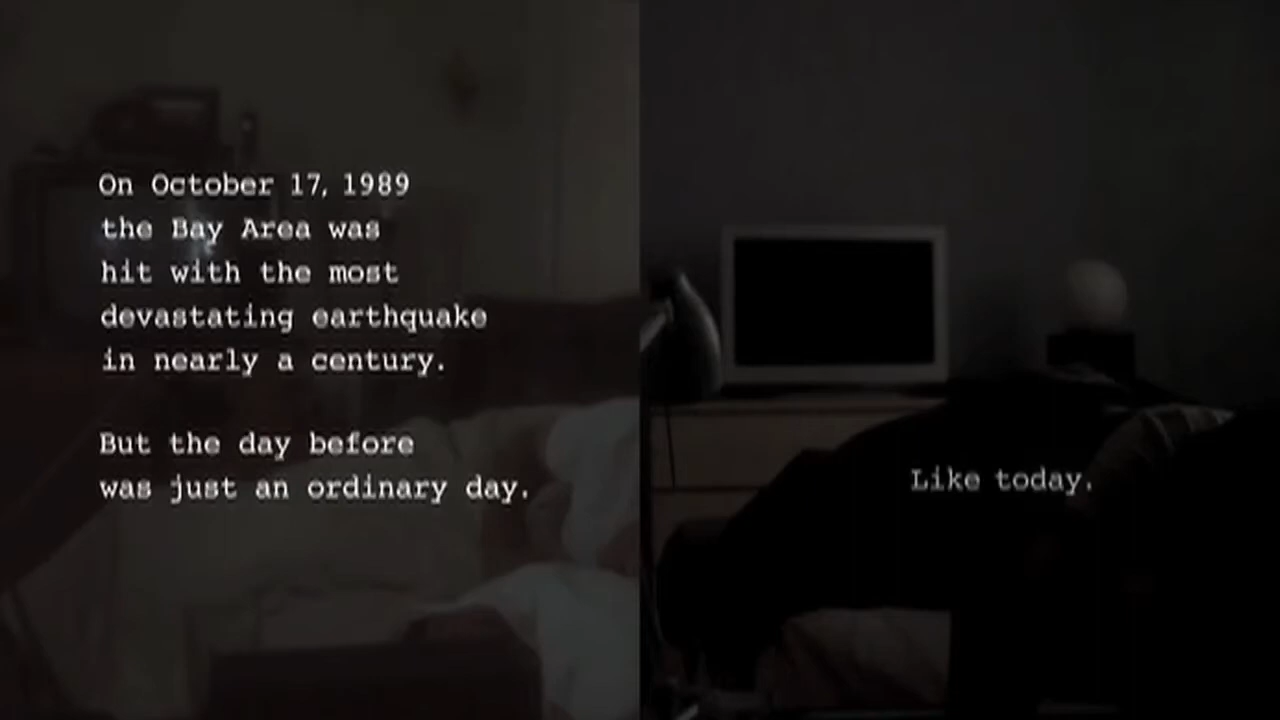 On October 17, 1989
the Bay Area was
hit with the most
devastating earthquake
in nearly a century.
But the day before
was just an ordinary day.
Like today.